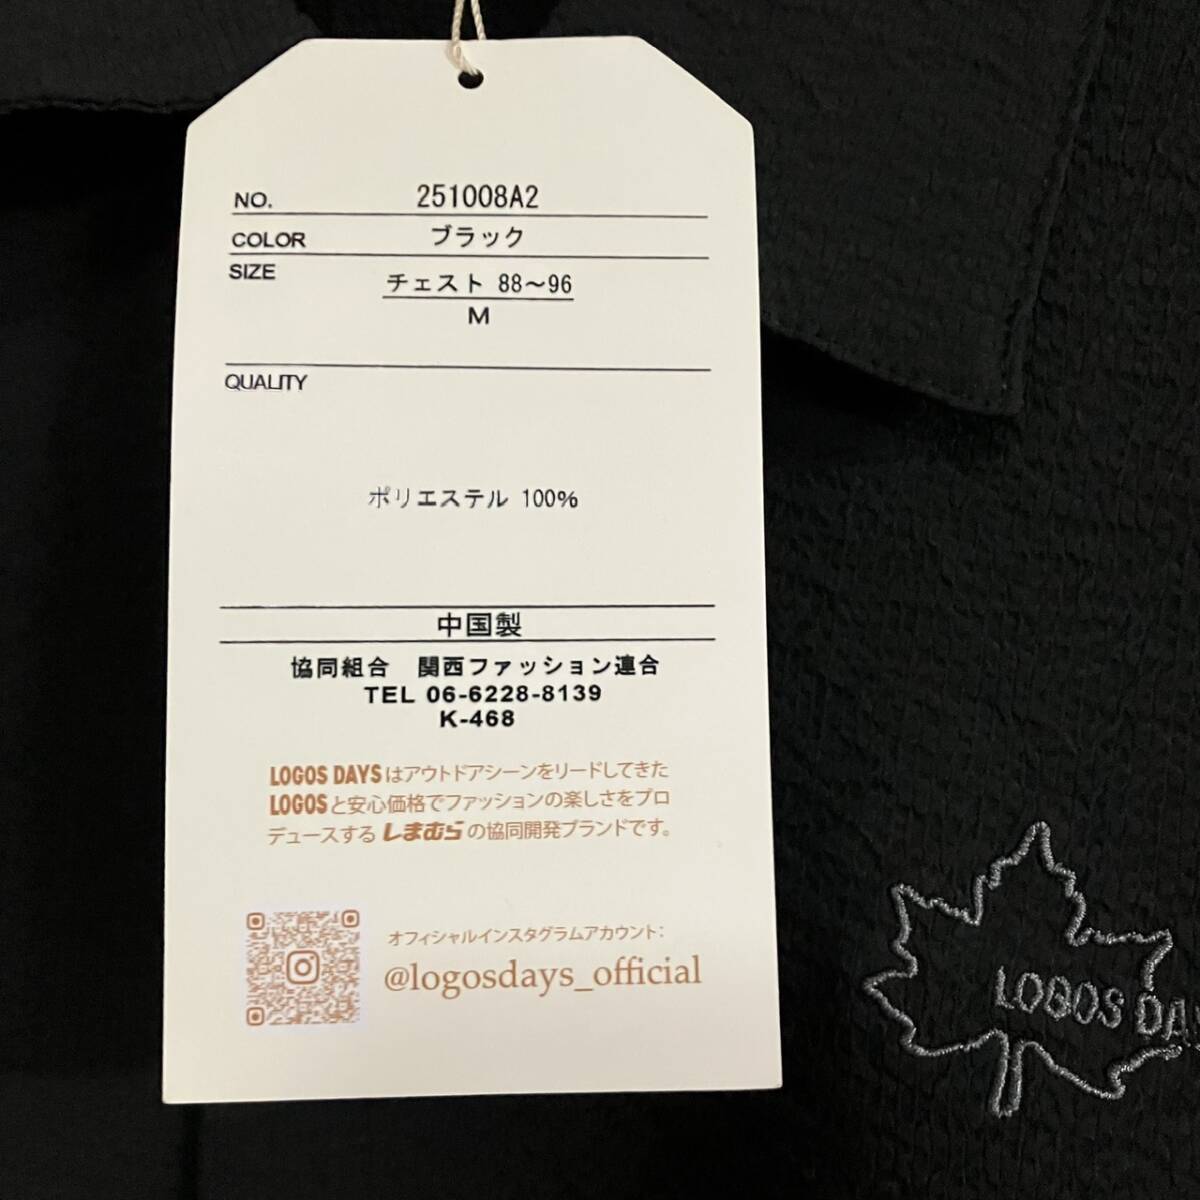 NO. 251008A2
COLOR ブラック
SIZE チェスト 88～96
M
QUALITY
ポリエステル 100%
中国製
協同組合　関西ファッション連合
TEL 06-6228-8139
K-468
LOGOS DAYSはアウトドアシーンをリードしてきた
LOGOSと安心価格でファッションの楽しさをプロ
デュースする しまむら の協同開発ブランドです。
オフィシャルインスタグラムアカウント:
@logosdays_official
LOGOS DAYS